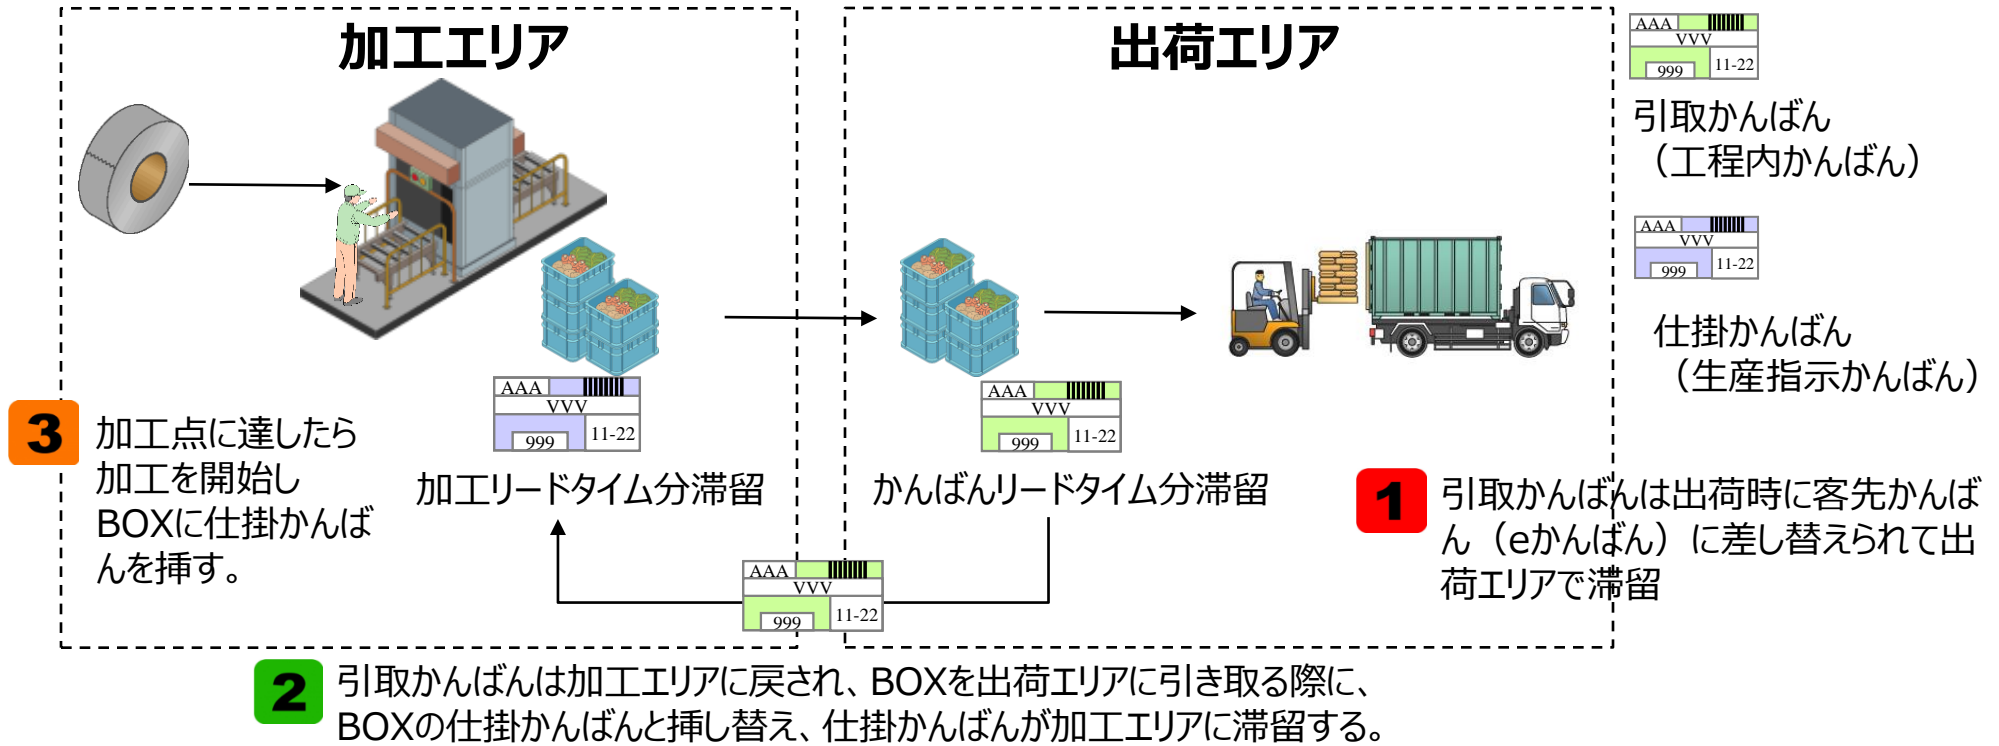 加工エリア
出荷エリア
AAA
VVV
999
11-22
引取かんばん
（工程内かんばん）
AAA
VVV
999
11-22
仕掛かんばん
（生産指示かんばん）
AAA
VVV
999
11-22
加工リードタイム分滞留
AAA
VVV
999
11-22
かんばんリードタイム分滞留
3
加工点に達したら
加工を開始し
BOXに仕掛かんば
んを挿す。
1
引取かんばんは出荷時に客先かんば
ん（eかんばん）に差し替えられて出
荷エリアで滞留
AAA
VVV
999
11-22
2
引取かんばんは加工エリアに戻され、BOXを出荷エリアに引き取る際に、
BOXの仕掛かんばんと挿し替え、仕掛かんばんが加工エリアに滞留する。